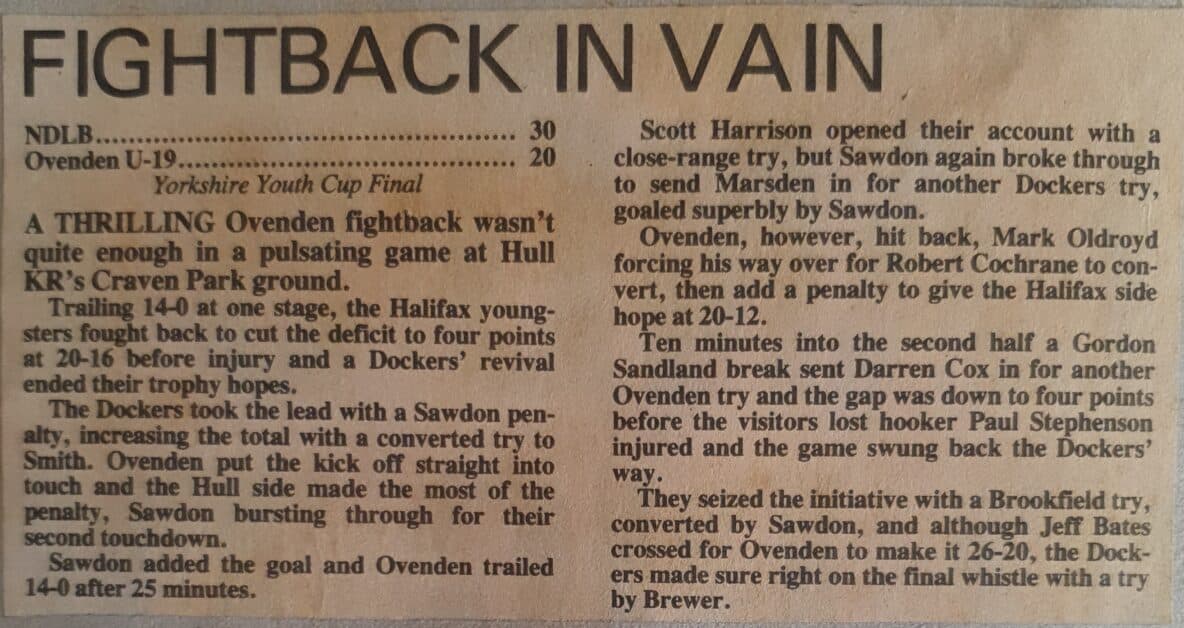 FIGHTBACK IN VAIN
NDLB................................................ 30
Ovenden U-19....................................... 20
Yorkshire Youth Cup Final
A THRILLING Ovenden fightback wasn't
quite enough in a pulsating game at Hull
KR's Craven Park ground.
Trailing 14-0 at one stage, the Halifax young-
sters fought back to cut the deficit to four points
at 20-16 before injury and a Dockers' revival
ended their trophy hopes.
The Dockers took the lead with a Sawdon pen-
alty, increasing the total with a converted try to
Smith. Ovenden put the kick off straight into
touch and the Hull side made the most of the
penalty, Sawdon bursting through for their
second touchdown.
Sawdon added the goal and Ovenden trailed
14-0 after 25 minutes.
Scott Harrison opened their account with a
close-range try, but Sawdon again broke through
to send Marsden in for another Dockers try,
goaled superbly by Sawdon.
Ovenden, however, hit back, Mark Oldroyd
forcing his way over for Robert Cochrane to con-
vert, then add a penalty to give the Halifax side
hope at 20-12.
Ten minutes into the second half a Gordon
Sandland break sent Darren Cox in for another
Ovenden try and the gap was down to four points
before the visitors lost hooker Paul Stephenson
injured and the game swung back the Dockers'
way.
They seized the initiative with a Brookfield try,
converted by Sawdon, and although Jeff Bates
crossed for Ovenden to make it 26-20, the Dock-
ers made sure right on the final whistle with a try
by Brewer.